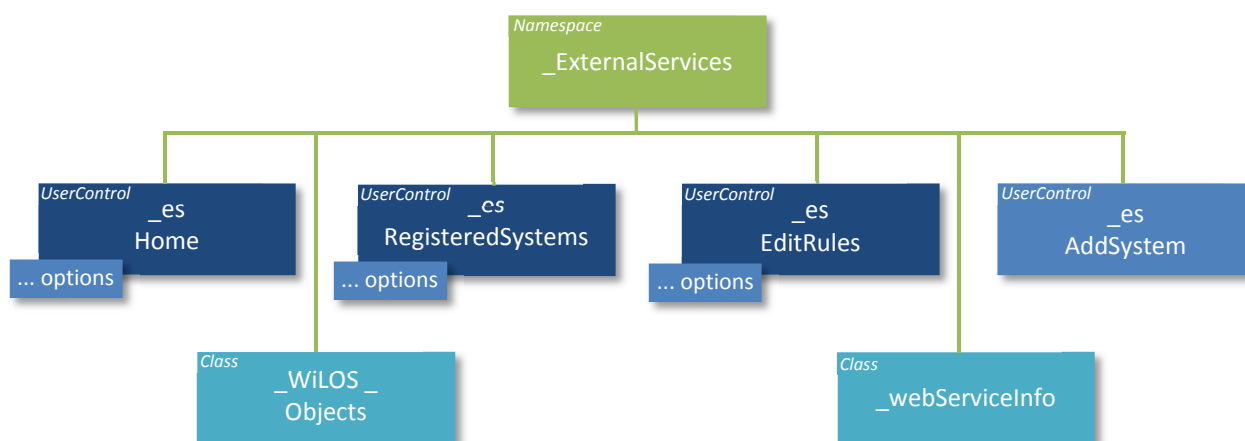 Namespace
_ExternalServices
UserControl
_es
Home
... options
UserControl
_es
RegisteredSystems
... options
UserControl
_es
EditRules
... options
UserControl
_es
AddSystem
Class
_WiLOS _
Objects
Class
_webServiceInfo